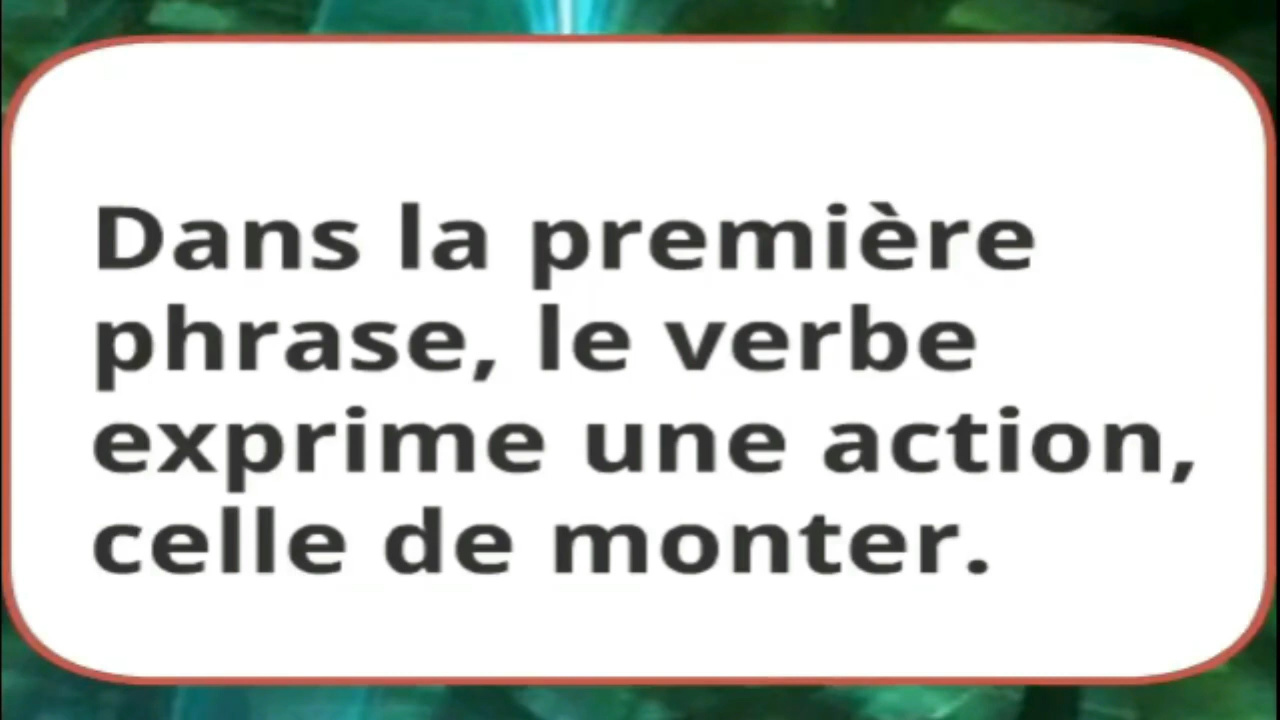 Dans la première
phrase, le verbe
exprime une action,
celle de monter.